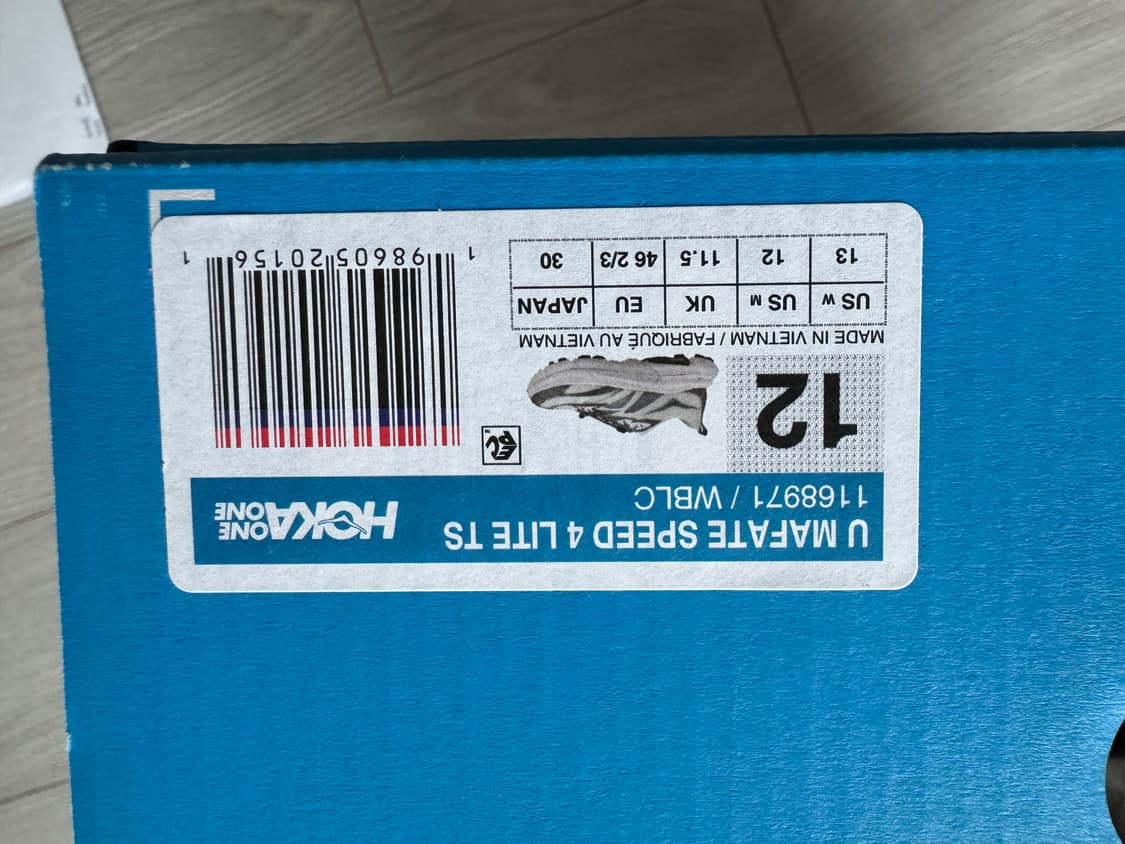 U MAFATE SPEED 4 LITE TS
1168971 / WBLC
HOKA
ONE
ONE
12
MADE IN VIETNAM / FABRIQUÉ AU VIETNAM
US W US M UK EU JAPAN
13 12 11.5 46 2/3 30
1 98605 20156 1